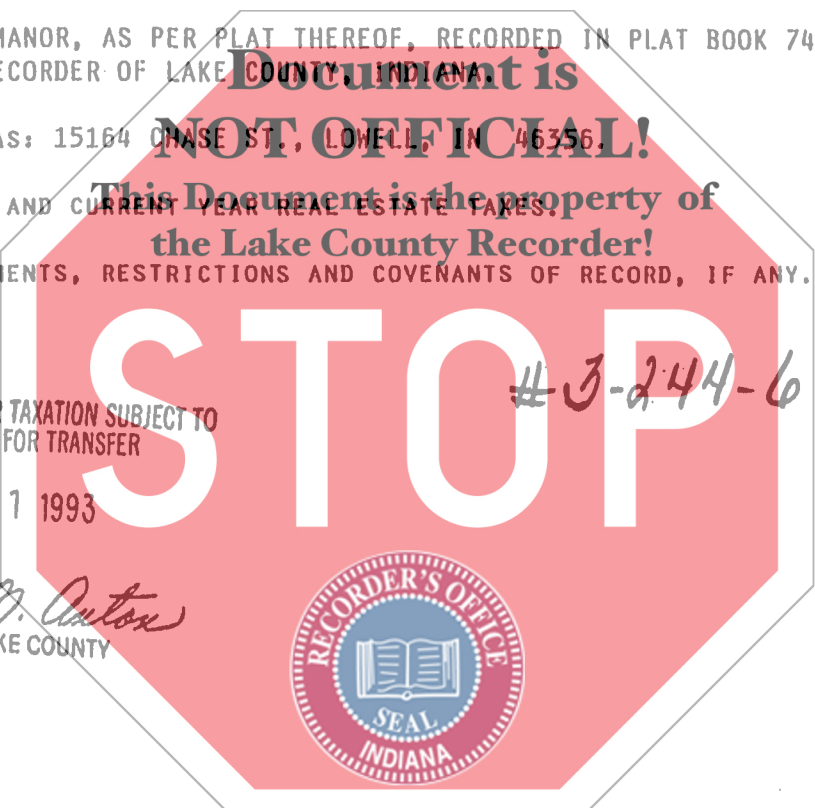 MANOR, AS PER PLAT THEREOF, RECORDED IN PLAT BOOK 74
RECORDER OF LAKE COUNTY, INDIANA.
Document is
AS: 15164 CHASE ST., LOWELL, IN 46356.
NOT OFFICIAL!
AND CURRENT YEAR REAL ESTATE TAXES.
This Document is the property of
the Lake County Recorder!
MENTS, RESTRICTIONS AND COVENANTS OF RECORD, IF ANY.
STOP
#3-244-6
R TAXATION SUBJECT TO
FOR TRANSFER
1 1993
Anton
KE COUNTY
RECORDER'S OFFICE
SEAL
INDIANA